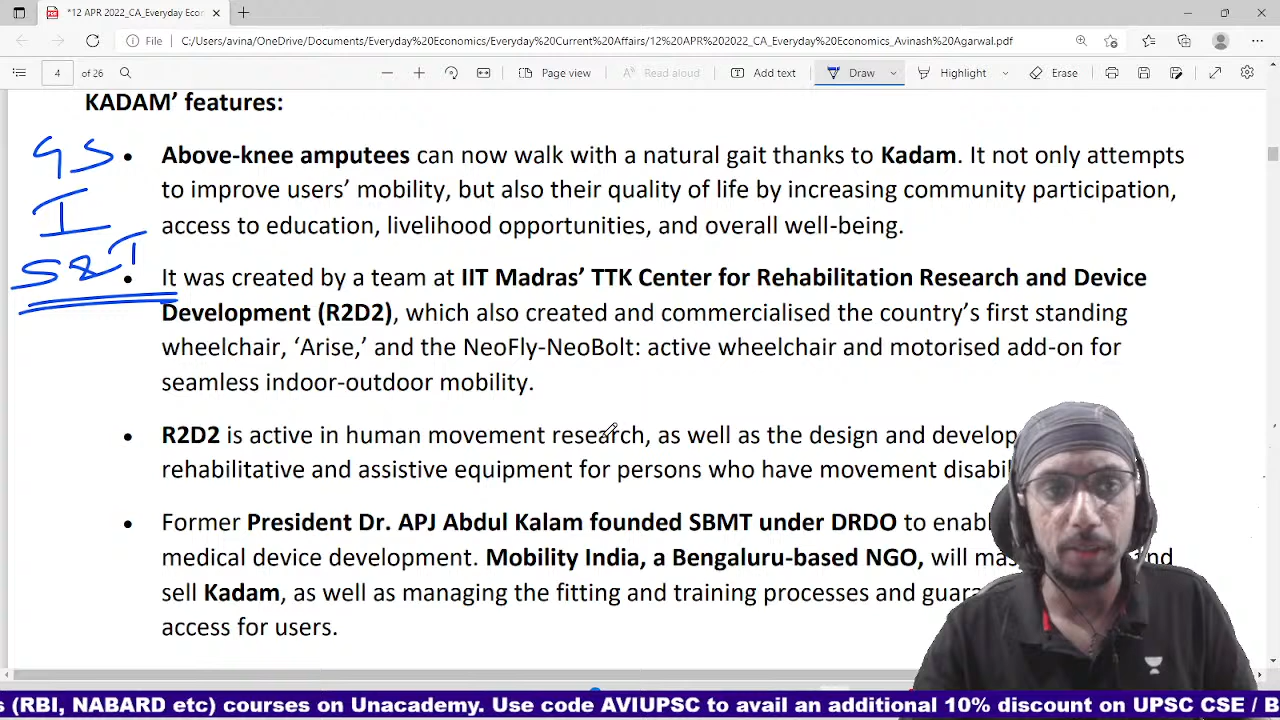 *12 APR 2022_CA_Everyday Econ
File
C:/Users/avina/OneDrive/Documents/Everyday%20Economics/Everyday%20Current%20Affairs/12%20APR%202022_CA_Everyday%20Economics_Avinash%20Agarwal.pdf
4 of 26
Page view
Read aloud
Add text
Draw
Highlight
Erase
KADAM’ features:
GS
I
S&T
• Above-knee amputees can now walk with a natural gait thanks to Kadam. It not only attempts
to improve users’ mobility, but also their quality of life by increasing community participation,
access to education, livelihood opportunities, and overall well-being.
• It was created by a team at IIT Madras’ TTK Center for Rehabilitation Research and Device
Development (R2D2), which also created and commercialised the country’s first standing
wheelchair, ‘Arise,’ and the NeoFly-NeoBolt: active wheelchair and motorised add-on for
seamless indoor-outdoor mobility.
• R2D2 is active in human movement research, as well as the design and develop
rehabilitative and assistive equipment for persons who have movement disabi
• Former President Dr. APJ Abdul Kalam founded SBMT under DRDO to enabl
medical device development. Mobility India, a Bengaluru-based NGO, will mas nd
sell Kadam, as well as managing the fitting and training processes and guara
access for users.
s (RBI, NABARD etc) courses on Unacademy. Use code AVIUPSC to avail an additional 10% discount on UPSC CSE / B